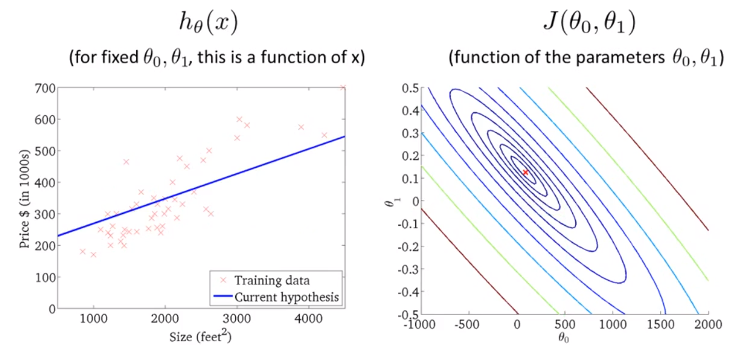 hθ(x)
(for fixed θ0, θ1, this is a function of x)
700
600
500
400
300
200
100
0
Price $ (in 1000s)
1000 2000 3000 4000
Size (feet²)
Training data
Current hypothesis
J(θ0, θ1)
(function of the parameters θ0, θ1)
0.5
0.4
0.3
0.2
0.1
0
-0.1
-0.2
-0.3
-0.4
-0.5
θ1
-1000 -500 0 500 1000 1500 2000
θ0